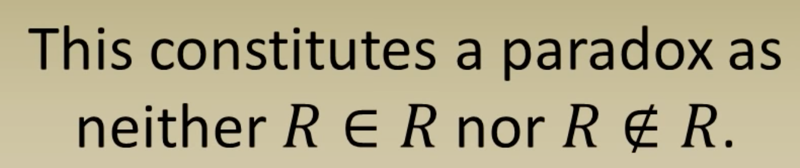 This constitutes a paradox as
neither R ∈ R nor R ∉ R.